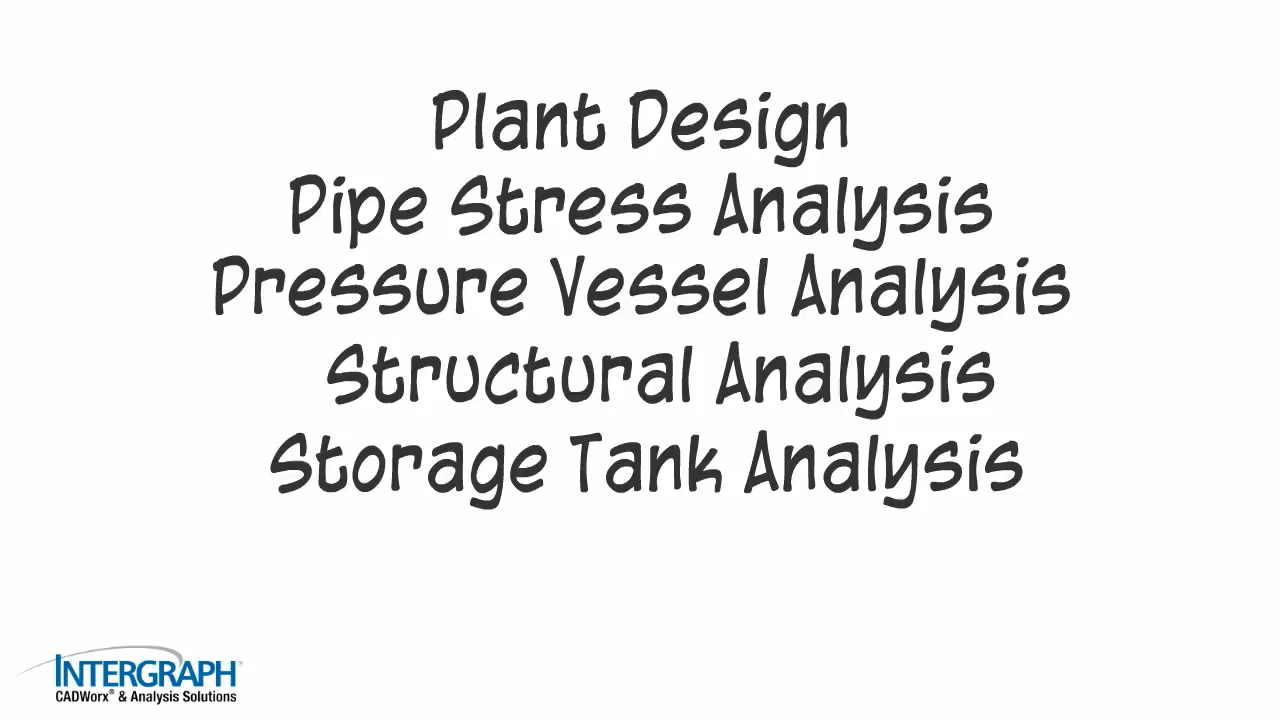 Plant Design
Pipe Stress Analysis
Pressure Vessel Analysis
Structural Analysis
Storage Tank Analysis
INTERGRAPH®
CADWorx® & Analysis Solutions